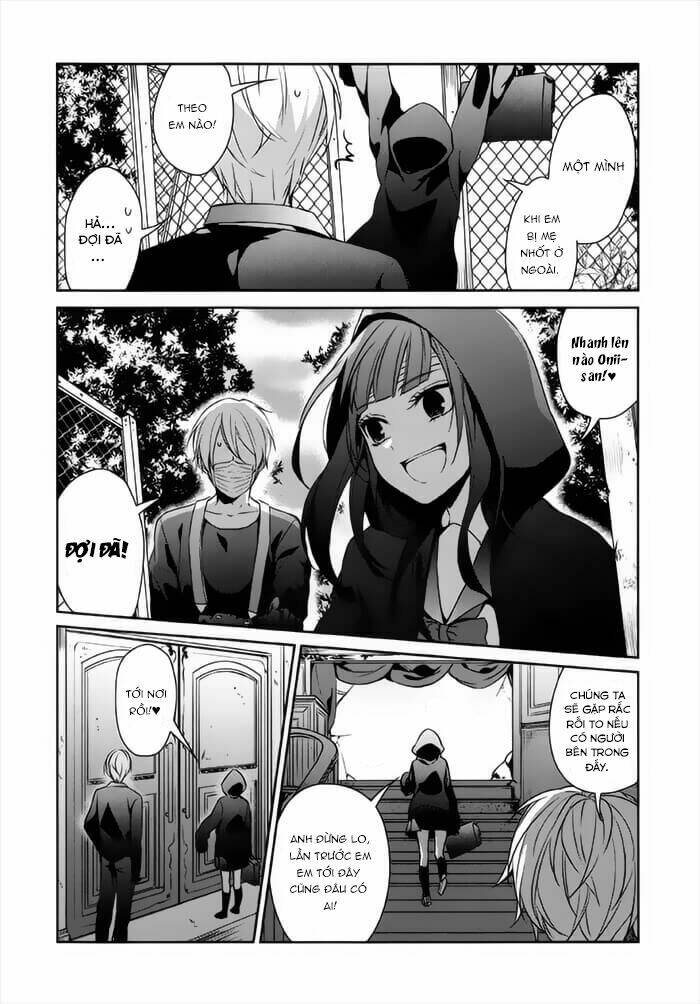 MỘT MÌNH
KHI EM
BỊ MẸ
NHỐT Ở
NGOÀI.
THEO
EM NÀO!
HẢ...
ĐỢI ĐÃ
...
Nhanh lên
nào Onii-
san!♥
ĐỢI ĐÃ!
TỚI NƠI
RỒI!♥
CHÚNG TA
SẼ GẶP RẮC
RỐI TO NẾU
CÓ NGƯỜI
BÊN TRONG
ĐẤY.
ANH ĐỪNG LO,
LẦN TRƯỚC EM
EM TỚI ĐÂY
CŨNG ĐÂU CÓ
AI!